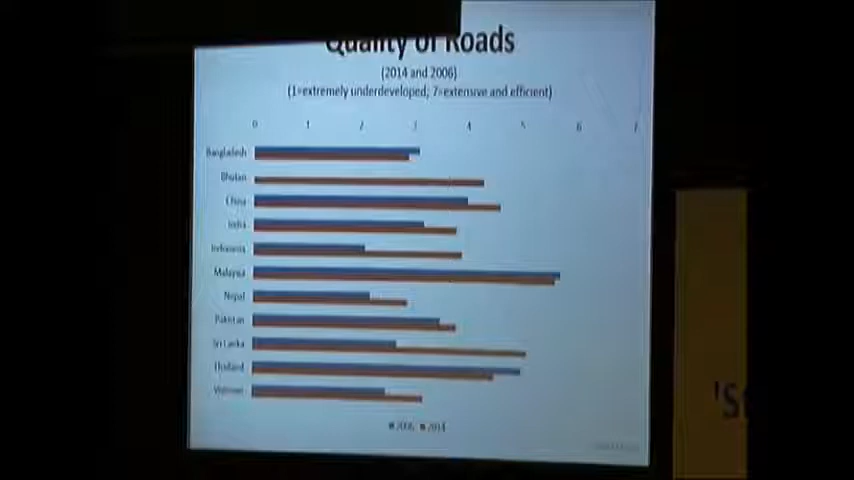 Quality of Roads
(2014 and 2006)
(1=extremely underdeveloped; 7=extensive and efficient)
0 1 2 3 4 5 6 7
Bangladesh
Bhutan
China
India
Indonesia
Malaysia
Nepal
Pakistan
Sri Lanka
Thailand
Vietnam
2006 2014